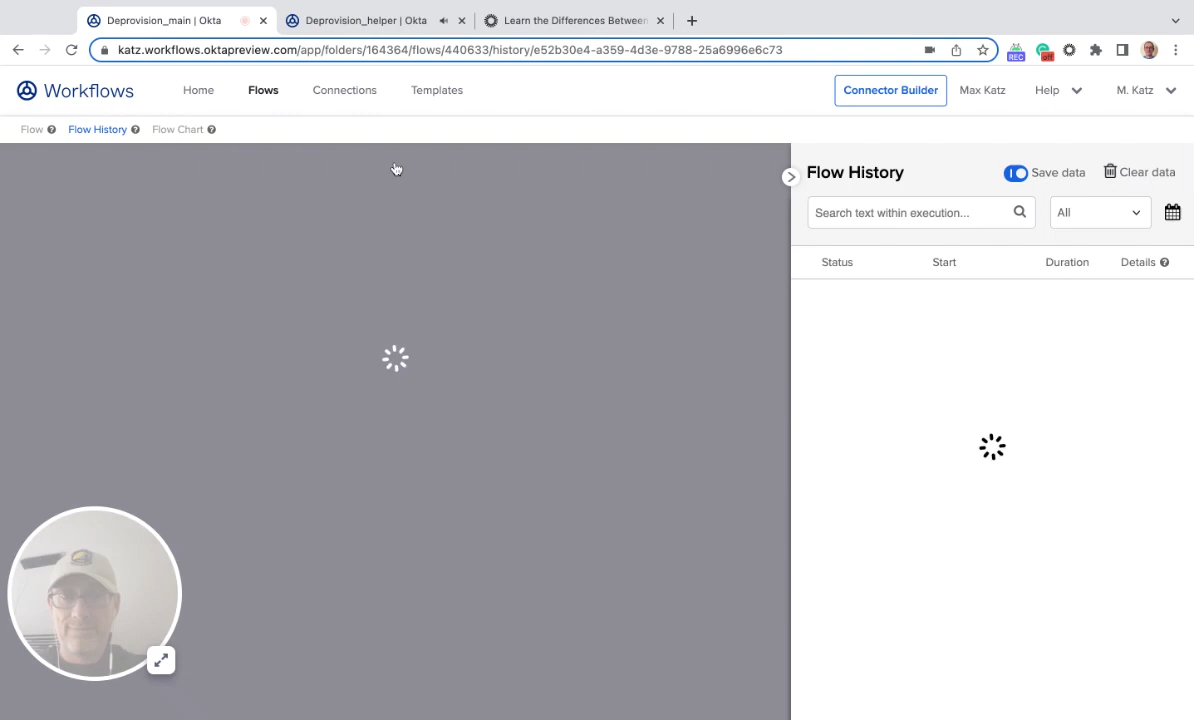 Deprovision_main | Okta
Deprovision_helper | Okta
Learn the Differences Between
katz.workflows.oktapreview.com/app/folders/164364/flows/440633/history/e52b30e4-a359-4d3e-9788-25a6996e6c73
REC
off
Workflows
Home
Flows
Connections
Templates
Connector Builder
Max Katz
Help
M. Katz
Flow
Flow History
Flow Chart
Flow History
Save data
Clear data
Search text within execution...
All
Status
Start
Duration
Details